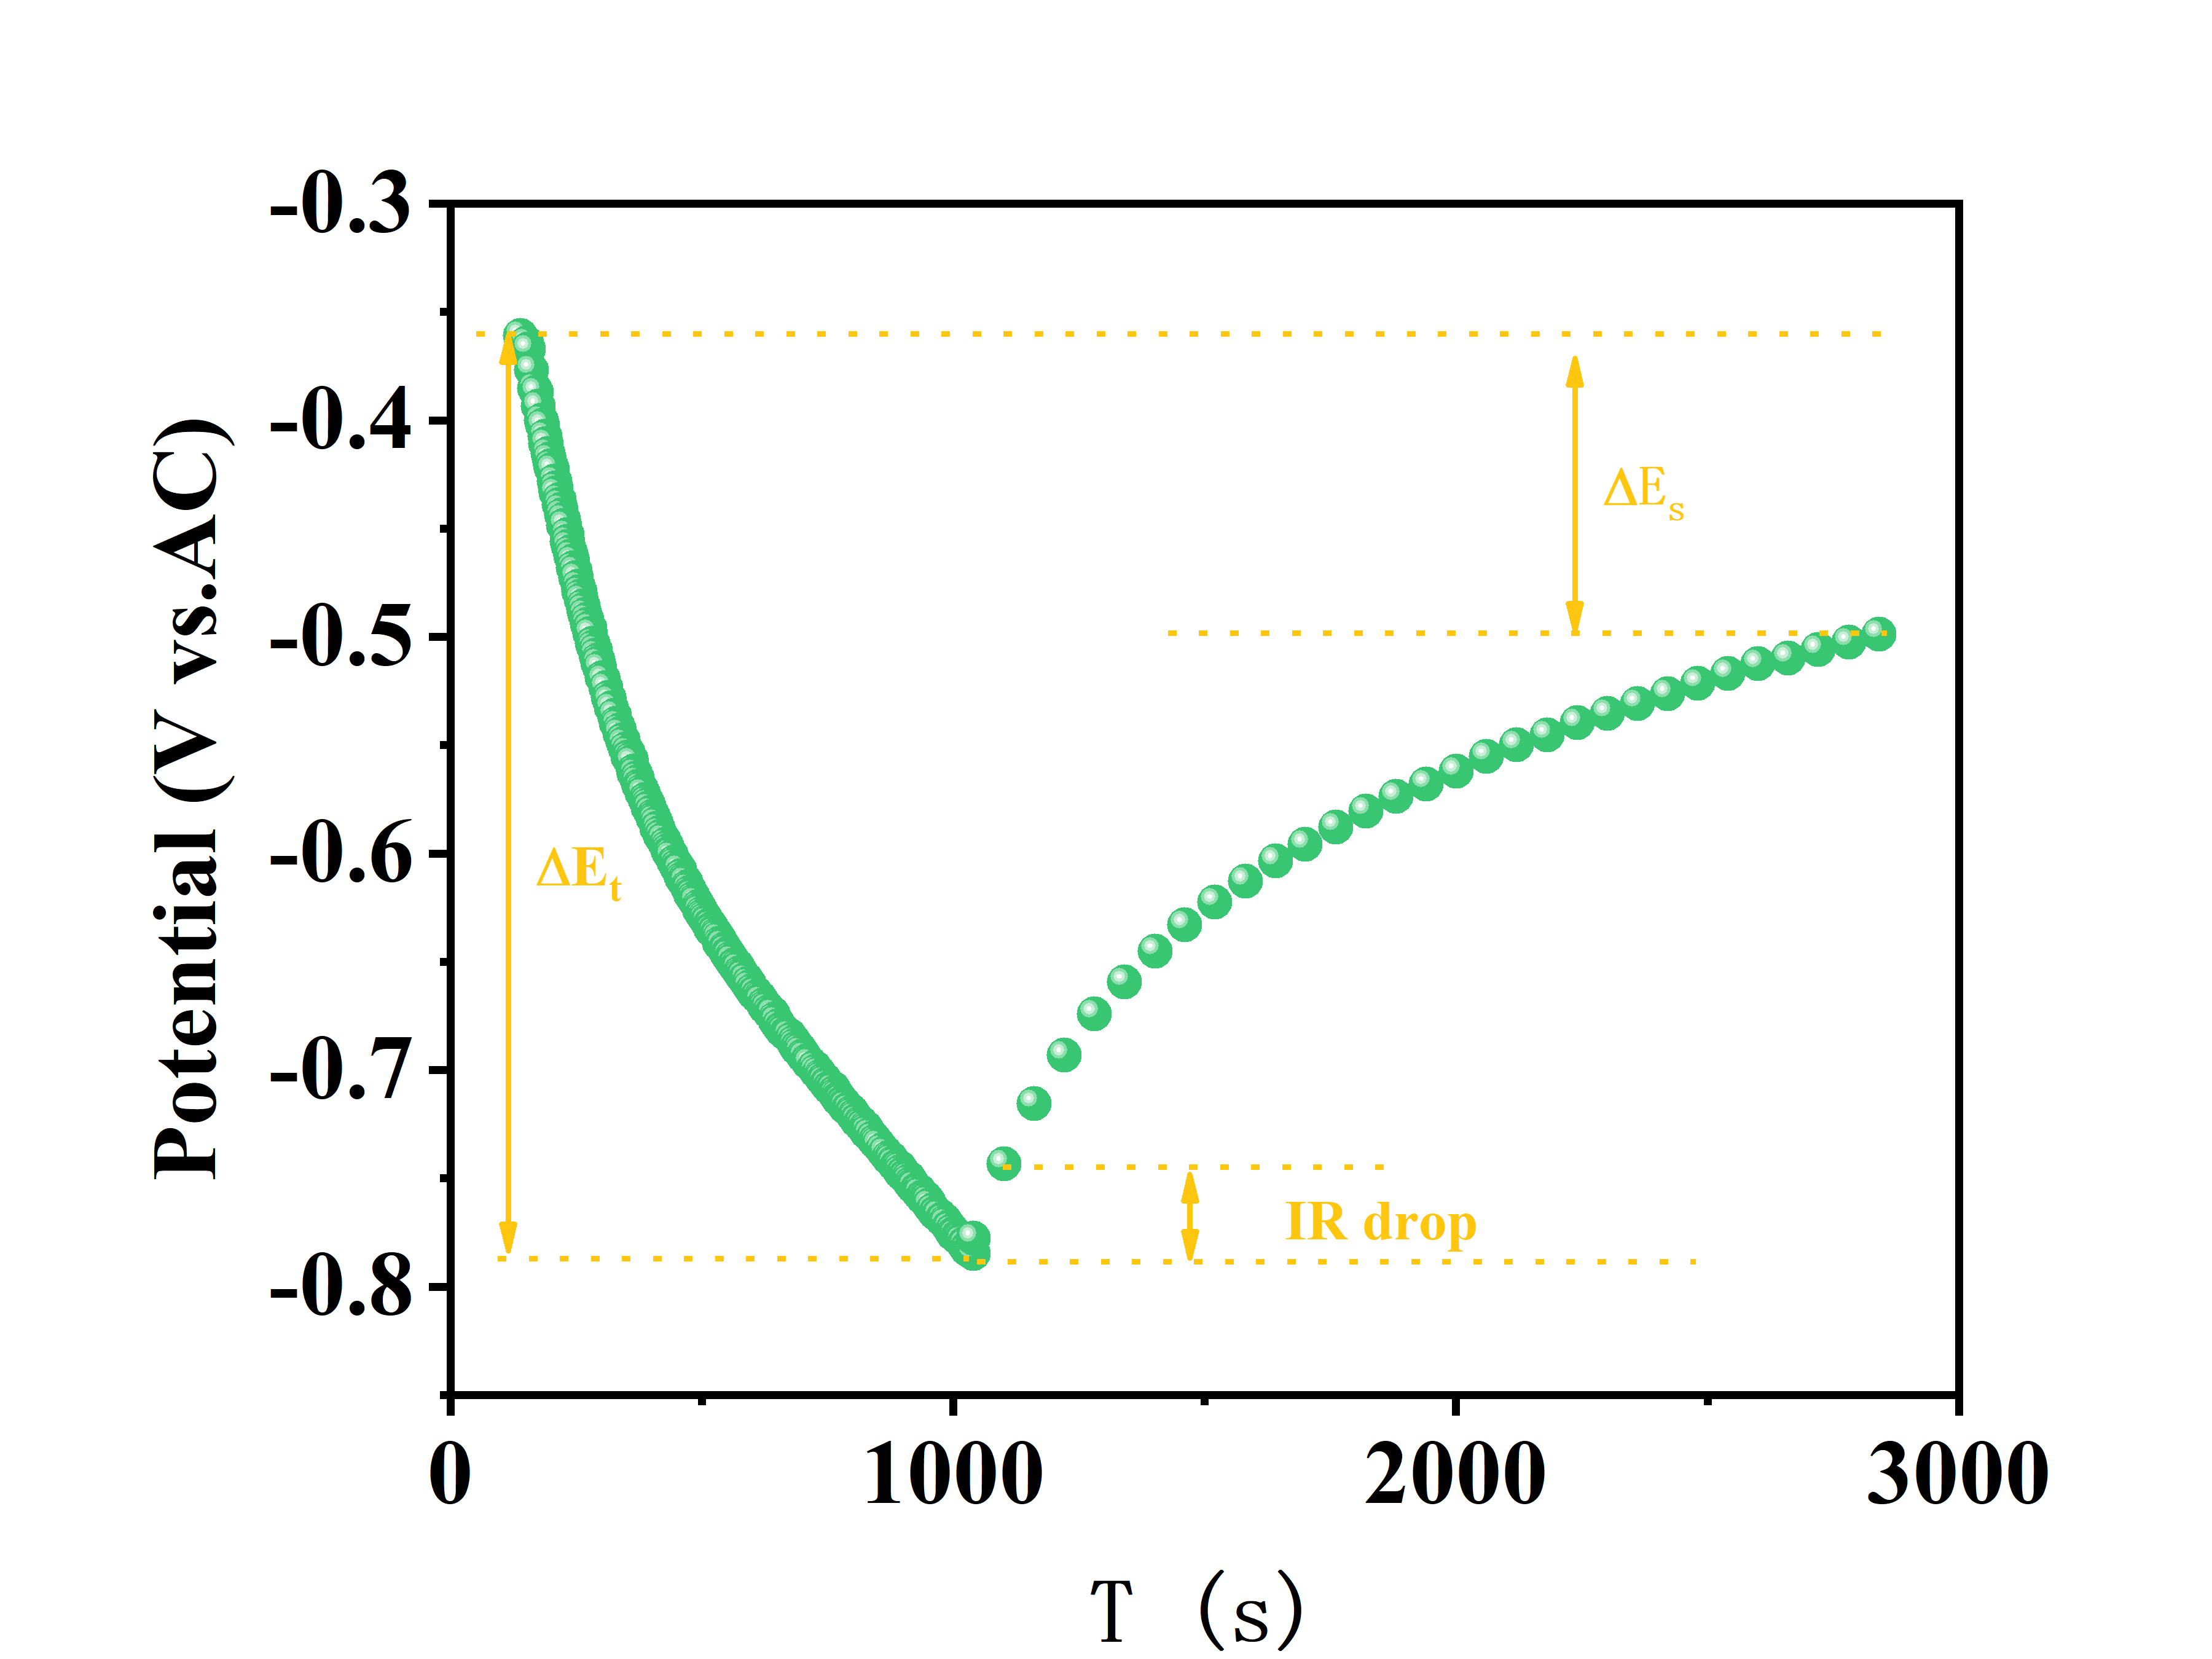 -0.3
-0.4
-0.5
-0.6
-0.7
-0.8
Potential (V vs.AC)
ΔEs
ΔEt
IR drop
0 1000 2000 3000
T (s)